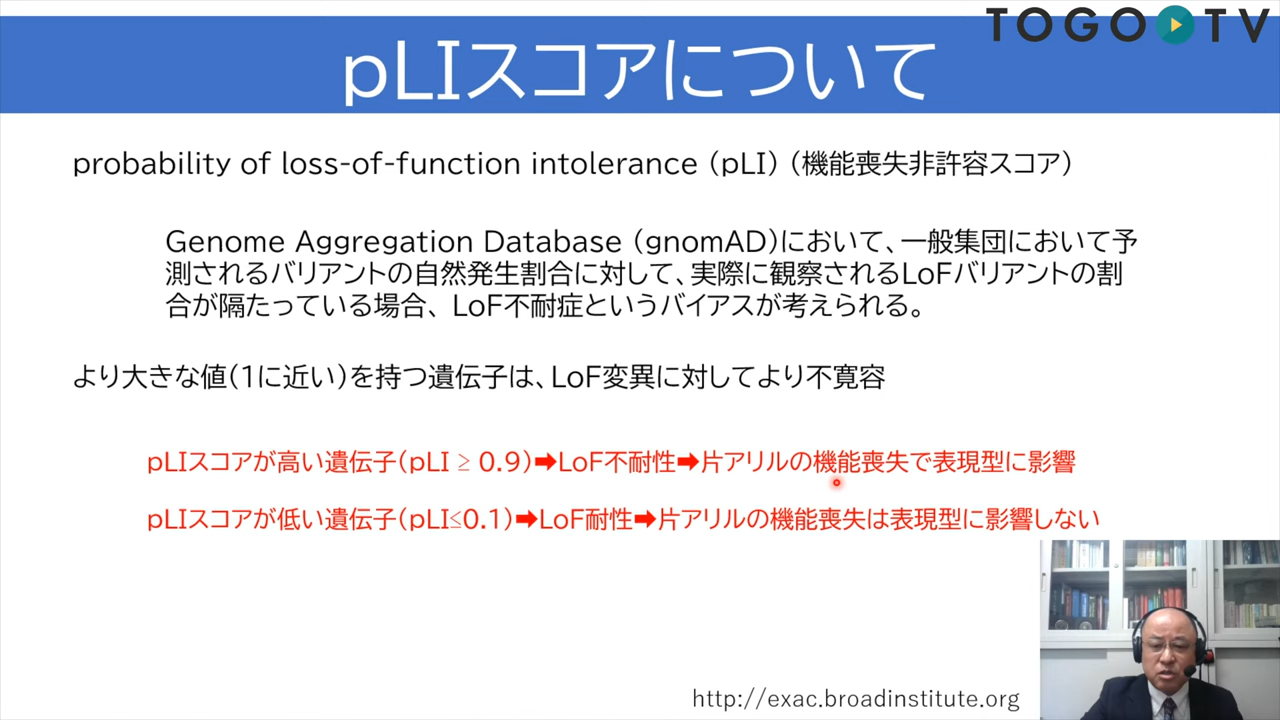 TOGO TV
pLIスコアについて
probability of loss-of-function intolerance (pLI) (機能喪失非許容スコア)
Genome Aggregation Database (gnomAD)において、一般集団において予
測されるバリアントの自然発生割合に対して、実際に観察されるLoFバリアントの割
合が隔たっている場合、LoF不耐症というバイアスが考えられる。
より大きな値(1に近い)を持つ遺伝子は、LoF変異に対してより不寛容
pLIスコアが高い遺伝子(pLI ≥ 0.9)➡LoF不耐性➡片アリルの機能喪失で表現型に影響
pLIスコアが低い遺伝子(pLI≤0.1)➡LoF耐性➡片アリルの機能喪失は表現型に影響しない
http://exac.broadinstitute.org